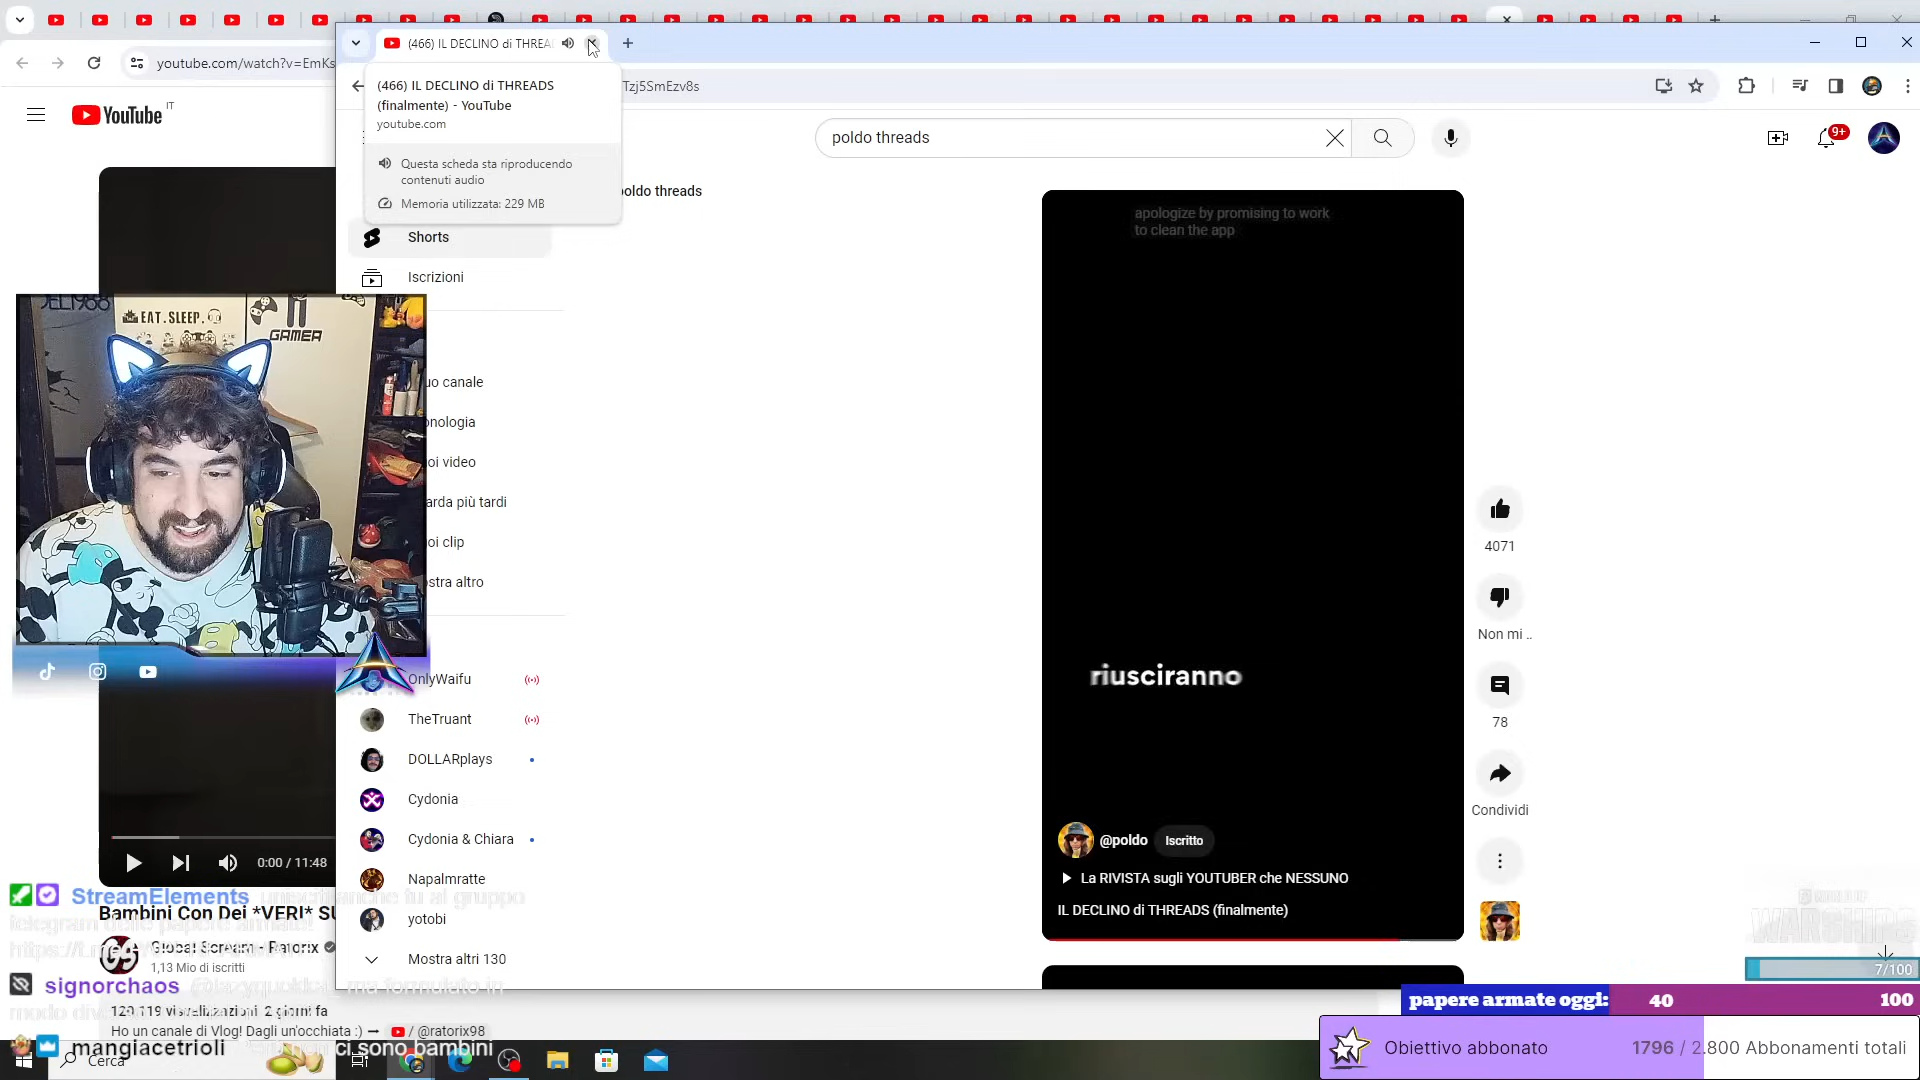 (466) IL DECLINO di THREA
youtube.com/watch?v=EmKs
Tzj5SmEzv8s
(466) IL DECLINO di THREADS
(finalmente) - YouTube
youtube.com
Questa scheda sta riproducendo
contenuti audio
Memoria utilizzata: 229 MB
YouTube IT
poldo threads
9+
oldo threads
apologize by promising to work
to clean the app
Shorts
Iscrizioni
JEL1988
EAT.SLEEP.
GAMER
uo canale
onologia
oi video
arda più tardi
oi clip
ostra altro
OnlyWaifu
TheTruant
DOLLARplays
Cydonia
Cydonia & Chiara
Napalmratte
yotobi
Mostra altri 130
riusciranno
4071
Non mi ..
78
Condividi
@poldo
Iscritto
La RIVISTA sugli YOUTUBER che NESSUNO
IL DECLINO di THREADS (finalmente)
0:00 / 11:48
StreamElements
Bambini Con Dei *VERI* SU
Global Scream - Ratorix
1,13 Mio di iscritti
signorchaos
120.119 visualizzazioni 2 giorni fa
Ho un canale di Vlog! Dagli un'occhiata :) → / @ratorix98
mangiacetrioli
ci sono bambini
Cerca
WARSHIPS
7/100
papere armate oggi: 40 100
Obiettivo abbonato 1796 / 2.800 Abbonamenti totali